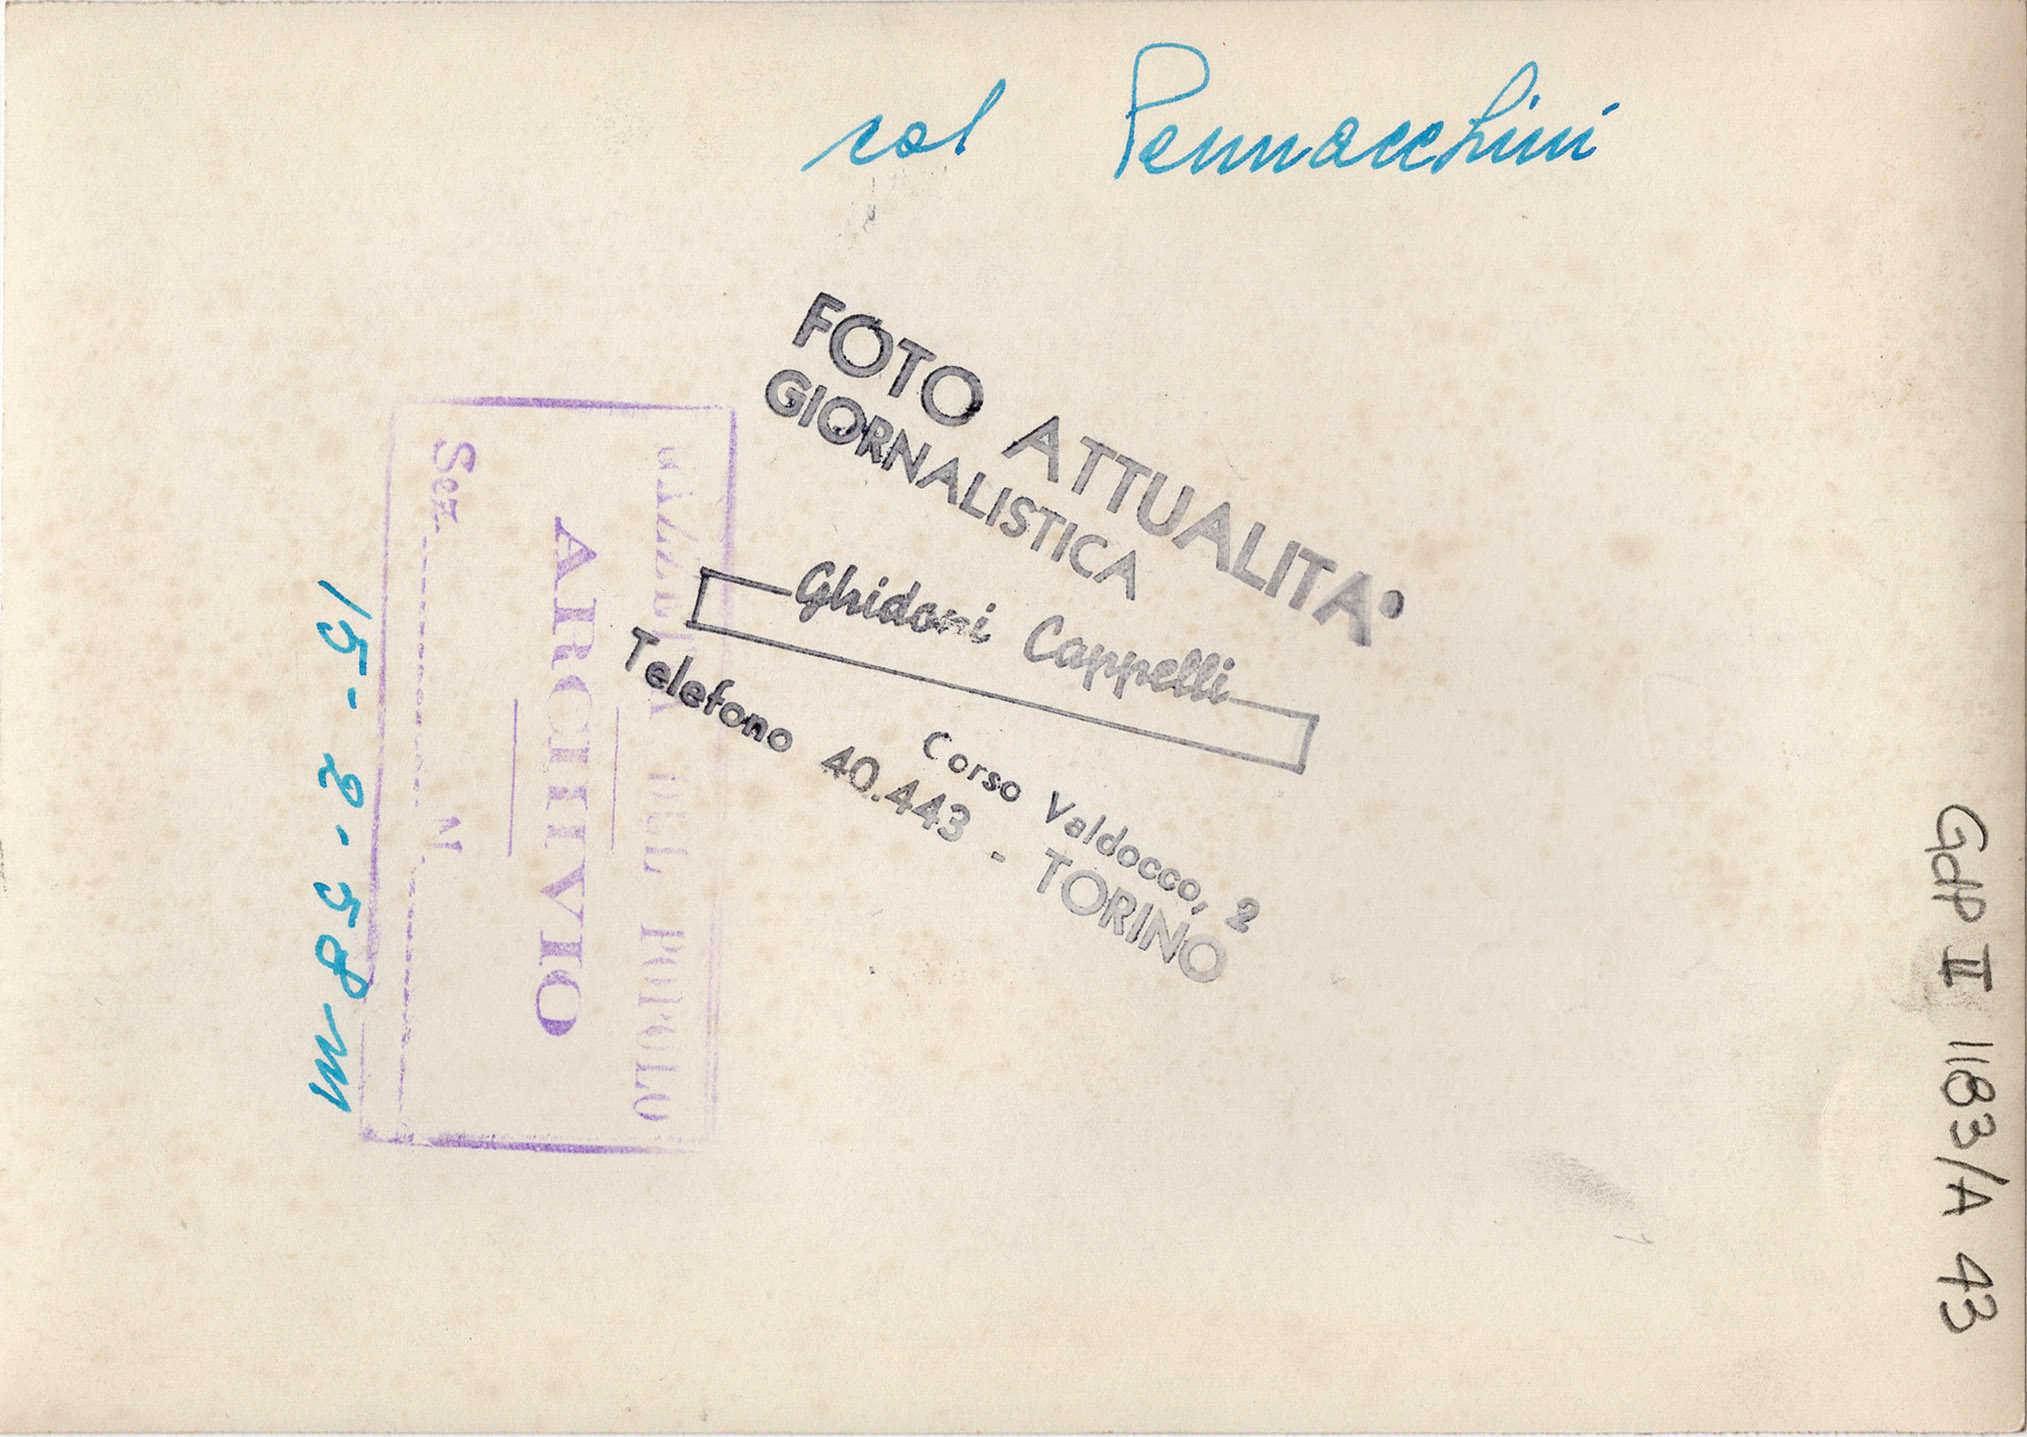 col Pennacchini
FOTO ATTUALITA'
GIORNALISTICA
Ghidoni Cappelli
Corso Valdocco, 2
Telefono 40.443 - TORINO
GAZZETTA DEL POPOLO
ARCHIVIO
Sez. N.
15-2-58 M
GdP II 1183/A 43